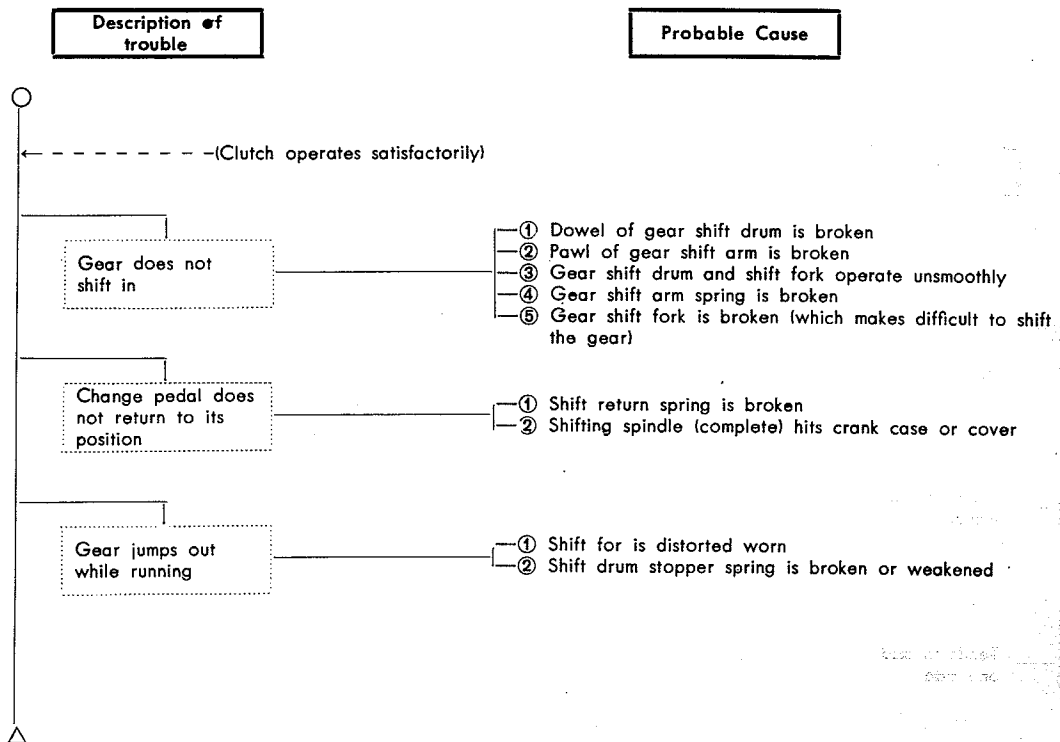 Description of
trouble
Probable Cause
(Clutch operates satisfactorily)
Gear does not
shift in
① Dowel of gear shift drum is broken
② Pawl of gear shift arm is broken
③ Gear shift drum and shift fork operate unsmoothly
④ Gear shift arm spring is broken
⑤ Gear shift fork is broken (which makes difficult to shift
the gear)
Change pedal does
not return to its
position
① Shift return spring is broken
② Shifting spindle (complete) hits crank case or cover
Gear jumps out
while running
① Shift for is distorted worn
② Shift drum stopper spring is broken or weakened